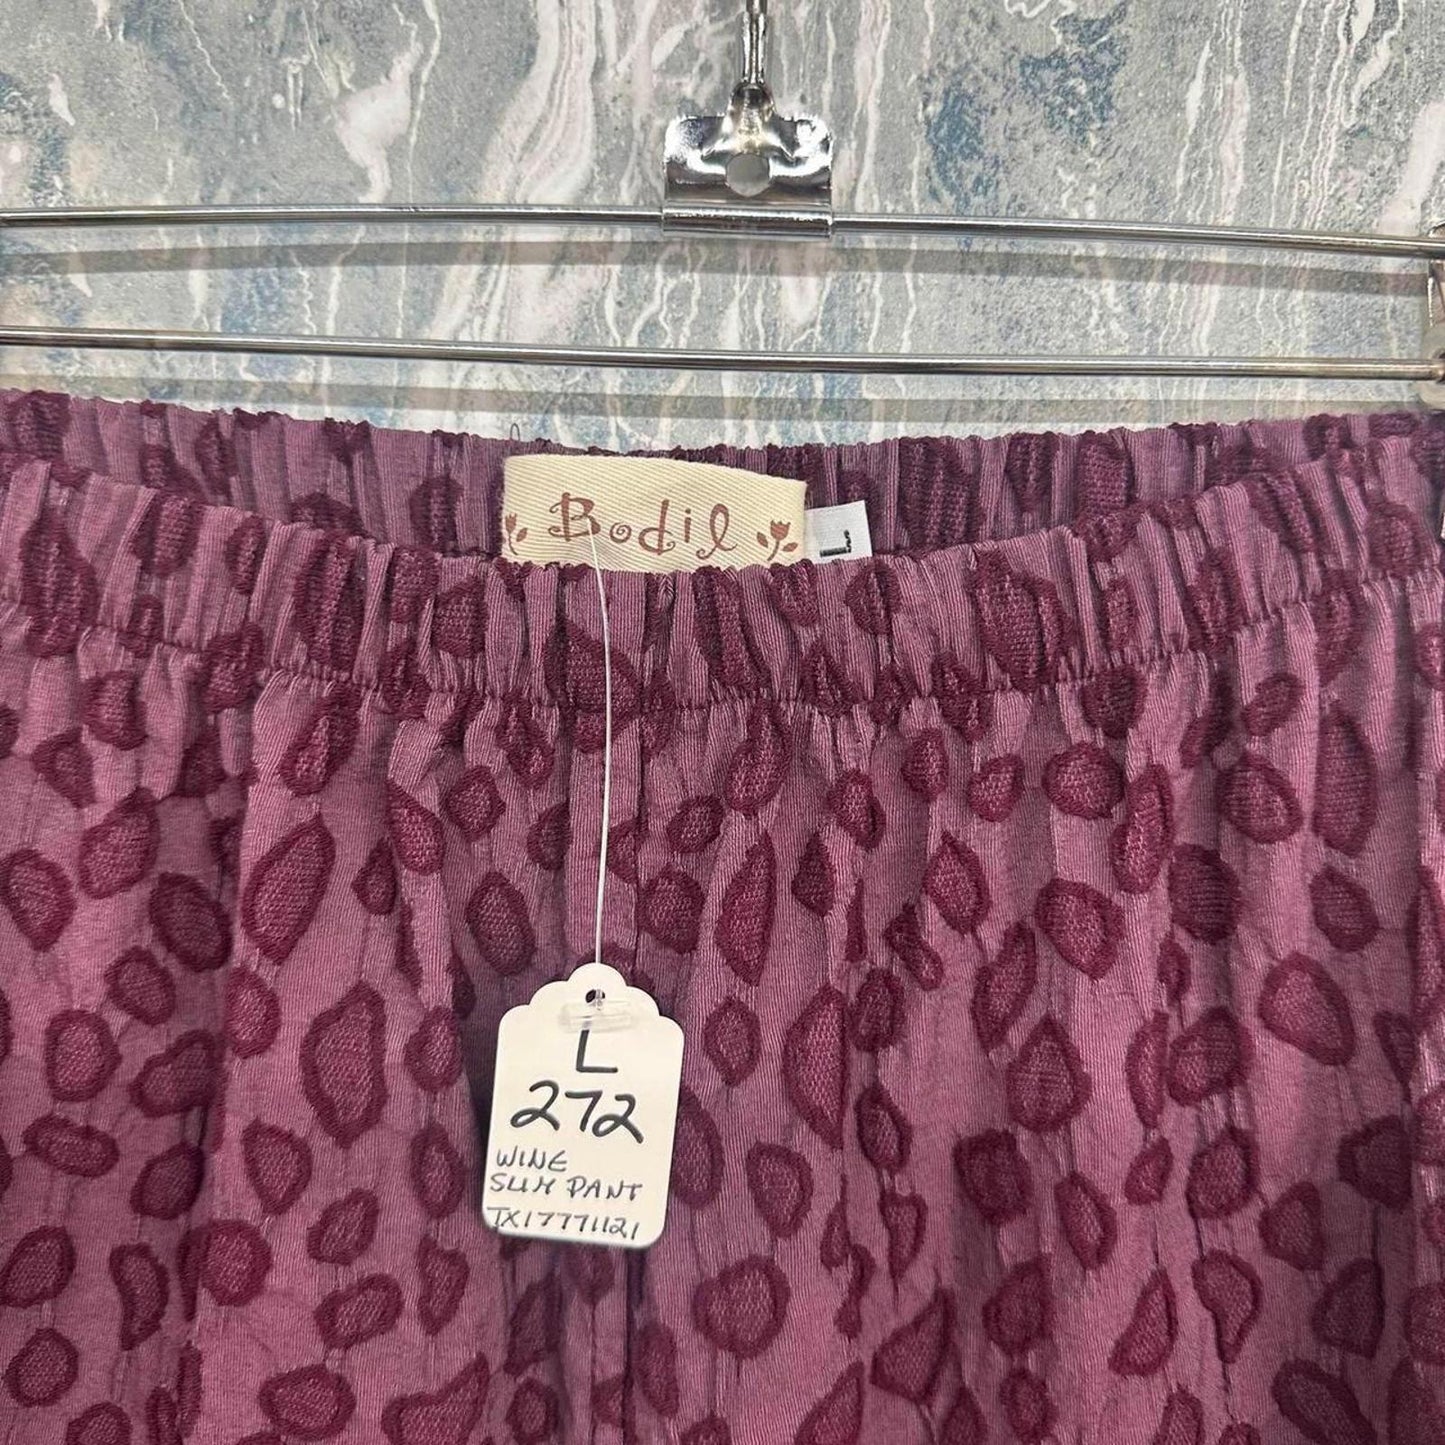 Bodil
L
L
272
WINE
SLIM PANT
TX17771121